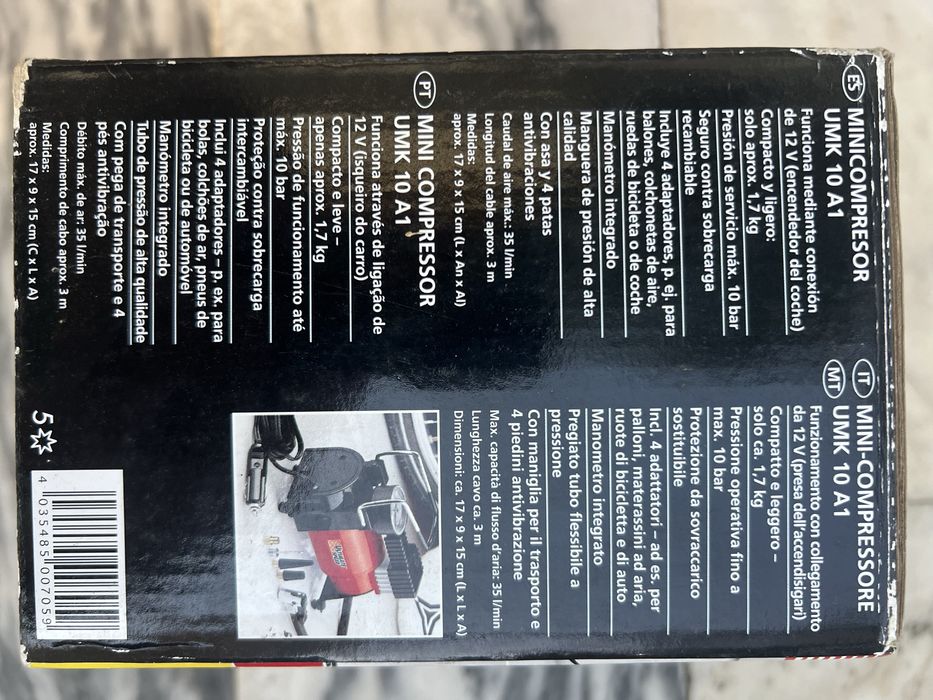 ES MINICOMPRESOR
UMK 10 A1
Funciona mediante conexión
de 12 V (encendedor del coche)
Compacto y ligero:
solo aprox. 1,7 kg
Presión de servicio máx. 10 bar
Seguro contra sobrecarga
recambiable
Incluye 4 adaptadores, p. ej. para
balones, colchonetas de aire,
ruedas de bicicleta o de coche
Manómetro integrado
Manguera de presión de alta
calidad
Con asa y 4 patas
antivibraciones
Caudal de aire máx.: 35 l/min
Longitud del cable aprox. 3 m
Medidas:
aprox. 17 x 9 x 15 cm (L x An x Al)
PT MINI COMPRESSOR
UMK 10 A1
Funciona através de ligação de
12 V (isqueiro do carro)
Compacto e leve –
apenas aprox. 1,7 kg
Pressão de funcionamento até
máx. 10 bar
Proteção contra sobrecarga
intercambiável
Inclui 4 adaptadores – p. ex. para
bolas, colchões de ar, pneus de
bicicleta ou de automóvel
Manómetro integrado
Tubo de pressão de alta qualidade
Com pega de transporte e 4
pés antivibração
Débito máx. de ar: 35 l/min
Comprimento de cabo aprox. 3 m
Medidas:
aprox. 17 x 9 x 15 cm (C x L x A)
IT MINI-COMPRESSORE
MT UMK 10 A1
Funzionamento con collegamento
da 12 V (presa dell'accendisigari)
Compatto e leggero –
solo ca. 1,7 kg
Pressione operativa fino a
max. 10 bar
Protezione da sovraccarico
sostituibile
Incl. 4 adattatori – ad es. per
palloni, materassini ad aria,
ruote di bicicletta e di auto
Manometro integrato
Pregiato tubo flessibile a
pressione
Con maniglia per il trasporto e
4 piedini antivibrazione
Max. capacità di flusso d'aria: 35 l/min
Lunghezza cavo ca. 3 m
Dimensioni: ca. 17 x 9 x 15 cm (L x L x A)
5
4 035485 007059